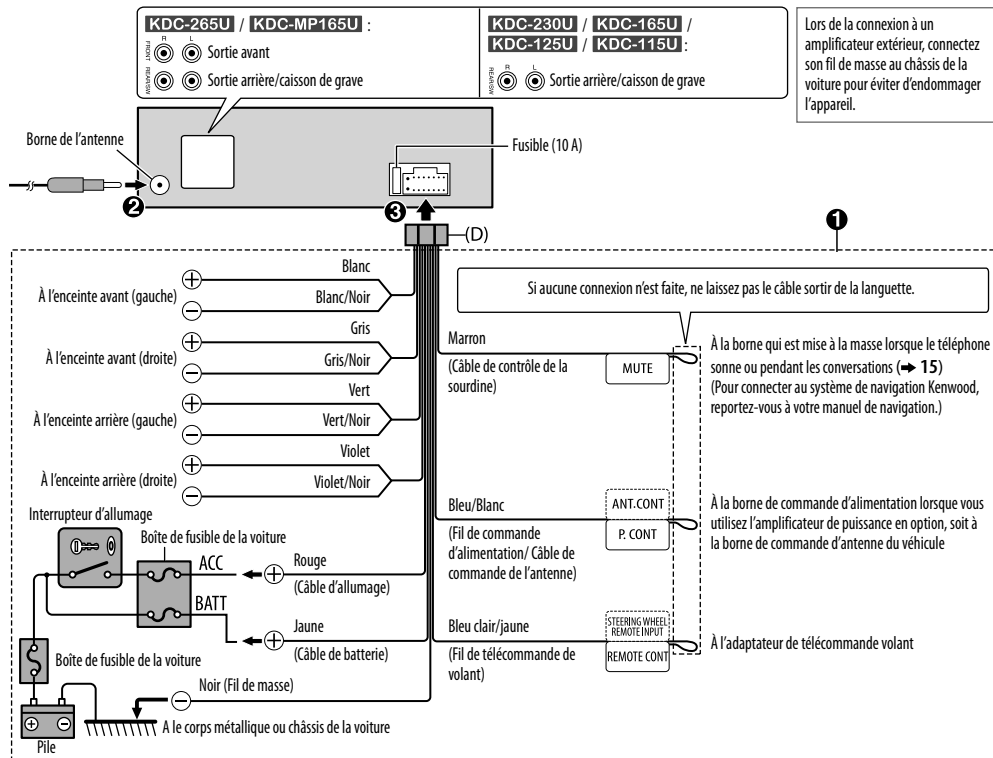 KDC-265U / KDC-MP165U :
FRONT
R L
Sortie avant
REAR/SW
Sortie arrière/caisson de grave
KDC-230U / KDC-165U /
KDC-125U / KDC-115U :
REAR/SW
R L
Sortie arrière/caisson de grave
Lors de la connexion à un
amplificateur extérieur, connectez
son fil de masse au châssis de la
voiture pour éviter d’endommager
l’appareil.
Borne de l’antenne
Fusible (10 A)
2
3
(D)
1
Blanc
À l’enceinte avant (gauche)
Blanc/Noir
Gris
À l’enceinte avant (droite)
Gris/Noir
Vert
À l’enceinte arrière (gauche)
Vert/Noir
Violet
À l’enceinte arrière (droite)
Violet/Noir
Si aucune connexion n’est faite, ne laissez pas le câble sortir de la languette.
Marron
(Câble de contrôle de la
sourdine)
MUTE
À la borne qui est mise à la masse lorsque le téléphone
sonne ou pendant les conversations (➔ 15)
(Pour connecter au système de navigation Kenwood,
reportez-vous à votre manuel de navigation.)
Bleu/Blanc
(Fil de commande
d’alimentation/ Câble de
commande de l’antenne)
ANT.CONT
P. CONT
À la borne de commande d’alimentation lorsque vous
utilisez l’amplificateur de puissance en option, soit à
la borne de commande d’antenne du véhicule
Bleu clair/jaune
(Fil de télécommande de
volant)
STEERING WHEEL
REMOTE INPUT
REMOTE CONT
À l’adaptateur de télécommande volant
Interrupteur d’allumage
Boîte de fusible de la voiture
ACC
Rouge
(Câble d’allumage)
BATT
Jaune
(Câble de batterie)
Boîte de fusible de la voiture
Noir (Fil de masse)
A le corps métallique ou châssis de la voiture
Pile